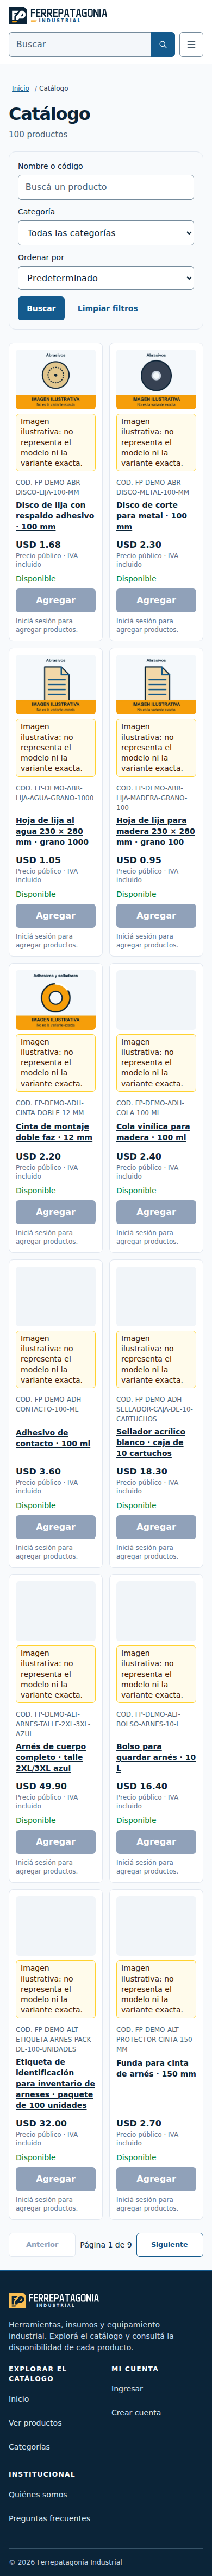 FERREPATAGONIA
INDUSTRIAL
Buscar
Inicio / Catálogo
Catálogo
100 productos
Nombre o código
Buscá un producto
Categoría
Todas las categorías
Ordenar por
Predeterminado
Buscar
Limpiar filtros
Abrasivos
IMAGEN ILUSTRATIVA
No es la variante exacta
Imagen
ilustrativa: no
representa el
modelo ni la
variante exacta.
COD. FP-DEMO-ABR-
DISCO-LIJA-100-MM
Disco de lija con
respaldo adhesivo
· 100 mm
USD 1.68
Precio público · IVA
incluido
Disponible
Agregar
Iniciá sesión para
agregar productos.
Abrasivos
IMAGEN ILUSTRATIVA
No es la variante exacta
Imagen
ilustrativa: no
representa el
modelo ni la
variante exacta.
COD. FP-DEMO-ABR-
DISCO-METAL-100-MM
Disco de corte
para metal · 100
mm
USD 2.30
Precio público · IVA
incluido
Disponible
Agregar
Iniciá sesión para
agregar productos.
Abrasivos
IMAGEN ILUSTRATIVA
No es la variante exacta
Imagen
ilustrativa: no
representa el
modelo ni la
variante exacta.
COD. FP-DEMO-ABR-
LIJA-AGUA-GRANO-1000
Hoja de lija al
agua 230 × 280
mm · grano 1000
USD 1.05
Precio público · IVA
incluido
Disponible
Agregar
Iniciá sesión para
agregar productos.
Abrasivos
IMAGEN ILUSTRATIVA
No es la variante exacta
Imagen
ilustrativa: no
representa el
modelo ni la
variante exacta.
COD. FP-DEMO-ABR-
LIJA-MADERA-GRANO-
100
Hoja de lija para
madera 230 × 280
mm · grano 100
USD 0.95
Precio público · IVA
incluido
Disponible
Agregar
Iniciá sesión para
agregar productos.
Adhesivos y selladores
IMAGEN ILUSTRATIVA
No es la variante exacta
Imagen
ilustrativa: no
representa el
modelo ni la
variante exacta.
COD. FP-DEMO-ADH-
CINTA-DOBLE-12-MM
Cinta de montaje
doble faz · 12 mm
USD 2.20
Precio público · IVA
incluido
Disponible
Agregar
Iniciá sesión para
agregar productos.
Imagen
ilustrativa: no
representa el
modelo ni la
variante exacta.
COD. FP-DEMO-ADH-
COLA-100-ML
Cola vinílica para
madera · 100 ml
USD 2.40
Precio público · IVA
incluido
Disponible
Agregar
Iniciá sesión para
agregar productos.
Imagen
ilustrativa: no
representa el
modelo ni la
variante exacta.
COD. FP-DEMO-ADH-
CONTACTO-100-ML
Adhesivo de
contacto · 100 ml
USD 3.60
Precio público · IVA
incluido
Disponible
Agregar
Iniciá sesión para
agregar productos.
Imagen
ilustrativa: no
representa el
modelo ni la
variante exacta.
COD. FP-DEMO-ADH-
SELLADOR-CAJA-DE-10-
CARTUCHOS
Sellador acrílico
blanco · caja de
10 cartuchos
USD 18.30
Precio público · IVA
incluido
Disponible
Agregar
Iniciá sesión para
agregar productos.
Imagen
ilustrativa: no
representa el
modelo ni la
variante exacta.
COD. FP-DEMO-ALT-
ARNES-TALLE-2XL-3XL-
AZUL
Arnés de cuerpo
completo · talle
2XL/3XL azul
USD 49.90
Precio público · IVA
incluido
Disponible
Agregar
Iniciá sesión para
agregar productos.
Imagen
ilustrativa: no
representa el
modelo ni la
variante exacta.
COD. FP-DEMO-ALT-
BOLSO-ARNES-10-L
Bolso para
guardar arnés · 10
L
USD 16.40
Precio público · IVA
incluido
Disponible
Agregar
Iniciá sesión para
agregar productos.
Imagen
ilustrativa: no
representa el
modelo ni la
variante exacta.
COD. FP-DEMO-ALT-
ETIQUETA-ARNES-PACK-
DE-100-UNIDADES
Etiqueta de
identificación
para inventario de
arneses · paquete
de 100 unidades
USD 32.00
Precio público · IVA
incluido
Disponible
Agregar
Iniciá sesión para
agregar productos.
Imagen
ilustrativa: no
representa el
modelo ni la
variante exacta.
COD. FP-DEMO-ALT-
PROTECTOR-CINTA-150-
MM
Funda para cinta
de arnés · 150 mm
USD 2.70
Precio público · IVA
incluido
Disponible
Agregar
Iniciá sesión para
agregar productos.
Anterior
Página 1 de 9
Siguiente
FERREPATAGONIA
INDUSTRIAL
Herramientas, insumos y equipamiento
industrial. Explorá el catálogo y consultá la
disponibilidad de cada producto.
EXPLORAR EL
CATÁLOGO
Inicio
Ver productos
Categorías
MI CUENTA
Ingresar
Crear cuenta
INSTITUCIONAL
Quiénes somos
Preguntas frecuentes
© 2026 Ferrepatagonia Industrial